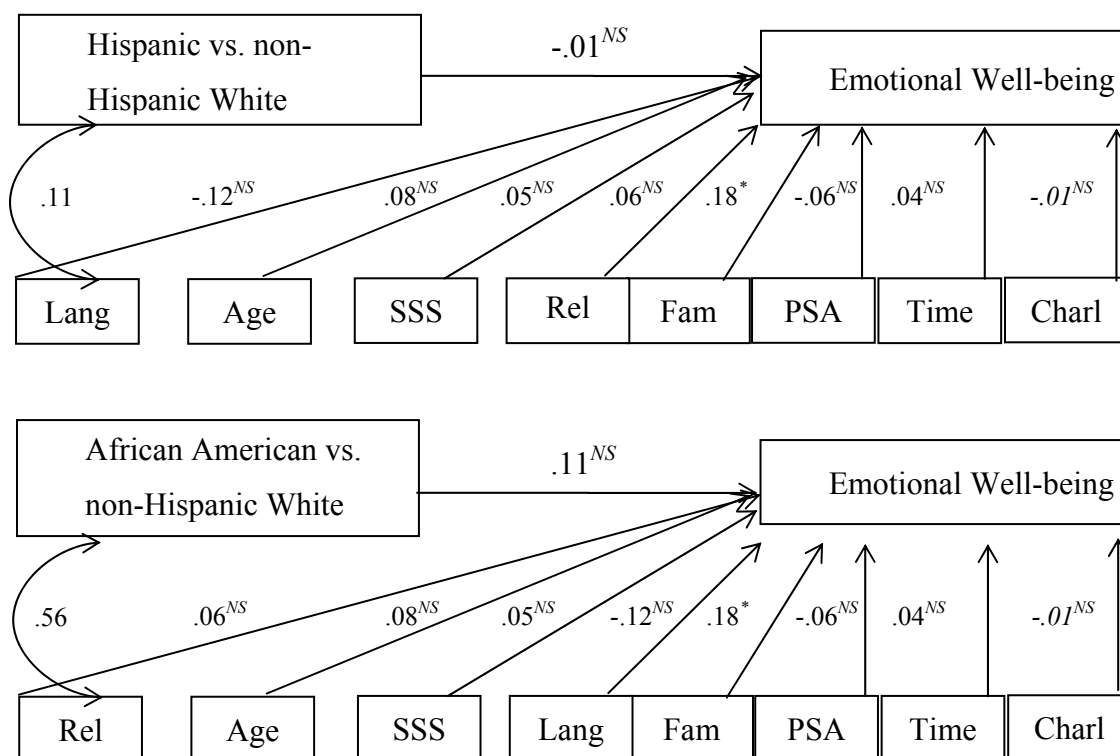 Hispanic vs. non-
Hispanic White
-.01^NS
Emotional Well-being
.11
-.12^NS
.08^NS
.05^NS
.06^NS
.18*
-.06^NS
.04^NS
-.01^NS
Lang
Age
SSS
Rel
Fam
PSA
Time
Charl
African American vs.
non-Hispanic White
.11^NS
Emotional Well-being
.56
.06^NS
.08^NS
.05^NS
-.12^NS
.18*
-.06^NS
.04^NS
-.01^NS
Rel
Age
SSS
Lang
Fam
PSA
Time
Charl